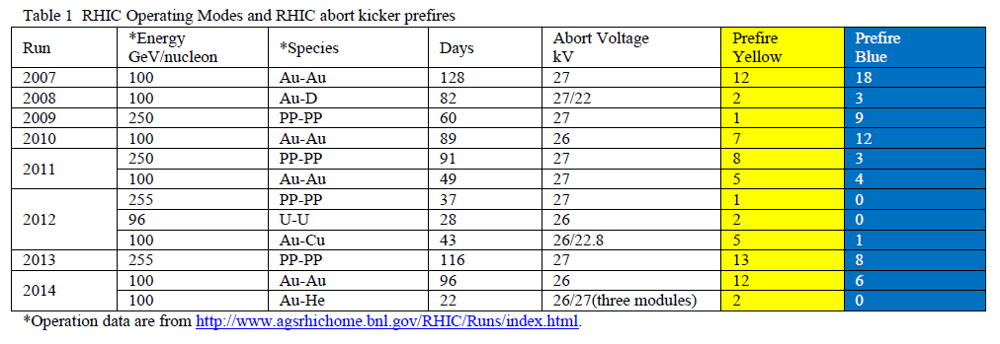 Table 1 RHIC Operating Modes and RHIC abort kicker prefires
Run *Energy GeV/nucleon *Species Days Abort Voltage kV Prefire Yellow Prefire Blue
2007 100 Au-Au 128 27 12 18
2008 100 Au-D 82 27/22 2 3
2009 250 PP-PP 60 27 1 9
2010 100 Au-Au 89 26 7 12
2011 250 PP-PP 91 27 8 3
100 Au-Au 49 27 5 4
2012 255 PP-PP 37 27 1 0
96 U-U 28 26 2 0
100 Au-Cu 43 26/22.8 5 1
2013 255 PP-PP 116 27 13 8
2014 100 Au-Au 96 26 12 6
100 Au-He 22 26/27(three modules) 2 0
*Operation data are from http://www.agsrhichome.bnl.gov/RHIC/Runs/index.html.